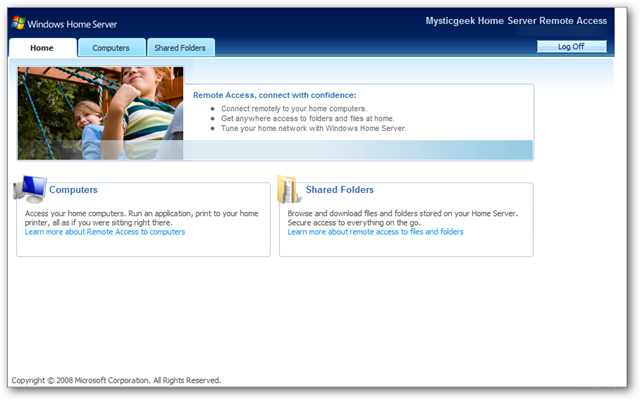 Windows Home Server
Mysticgeek Home Server Remote Access
Home
Computers
Shared Folders
Log Off
Remote Access, connect with confidence:
Connect remotely to your home computers.
Get anywhere access to folders and files at home.
Tune your home network with Windows Home Server.
Computers
Access your home computers. Run an application, print to your home
printer, all as if you were sitting right there.
Learn more about Remote Access to computers
Shared Folders
Browse and download files and folders stored on your Home Server.
Secure access to everything on the go.
Learn more about remote access to files and folders
Copyright © 2008 Microsoft Corporation. All Rights Reserved.